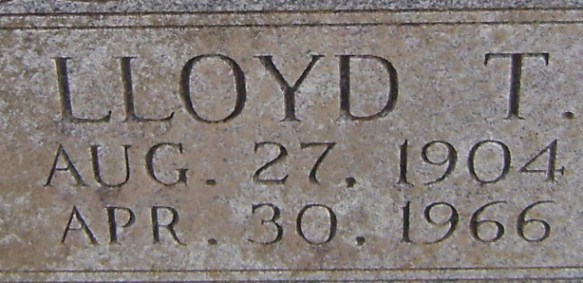 LLOYD T.
AUG. 27, 1904
APR. 30, 1966